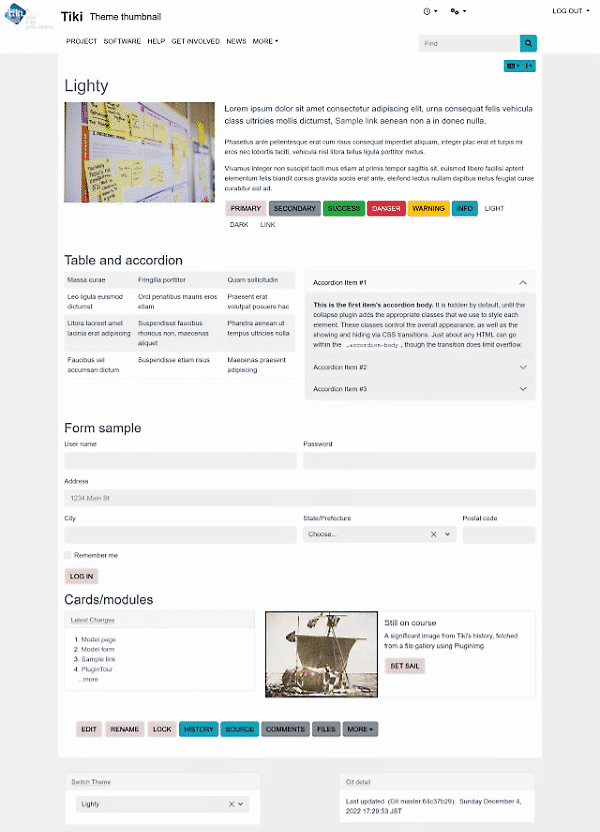 Tiki Theme thumbnail
LOG OUT
PROJECT SOFTWARE HELP GET INVOLVED NEWS MORE
Find
Lighty
Lorem ipsum dolor sit amet consectetur adipiscing elit, urna consequat felis vehicula
class ultricies mollis dictumst, Sample link aenean non a in donec nulla.
Phasellus ante pellentesque erat cum risus consequat imperdiet aliquam, integer plac erat et turpis mi
eros nec lobortis taciti, vehicula nisl litora tellus ligula porttitor metus.
Vivamus integer non suscipit taciti mus etiam at primis tempor sagittis sit, euismod libero facilisi aptent
elementum felis blandit cursus gravida sociis erat ante, eleifend lectus nullam dapibus netus feugiat curae
curabitur est ad.
PRIMARY SECONDARY SUCCESS DANGER WARNING INFO LIGHT
DARK LINK
Table and accordion
Massa curae Fringilla porttitor Quam sollicitudin
Leo ligula euismod Orci penatibus mauris eros Praesent erat
dictumst etiam volutpat posuere hac
Litora laoreet amet Suspendisse faucibus Pharetra aenean ut
lacinia erat adipiscing rhoncus non, maecenas tempus ultricies nulla
aliquet
Faucibus vel Suspendisse etiam risus Maecenas praesent
accumsan dictum adipiscing
Accordion Item #1
This is the first item's accordion body. It is hidden by default, until the
collapse plugin adds the appropriate classes that we use to style each
element. These classes control the overall appearance, as well as the
showing and hiding via CSS transitions. Just about any HTML can go
within the .accordion-body, though the transition does limit overflow.
Accordion Item #2
Accordion Item #3
Form sample
User name Password
Address
1234 Main St
City State/Prefecture Postal code
Choose...
Remember me
LOG IN
Cards/modules
Latest Changes
1. Model page
2. Model form
3. Sample link
4. PluginTour
...more
Still on course
A significant image from Tiki's history, fetched
from a file gallery using PluginImg.
SET SAIL
EDIT RENAME LOCK HISTORY SOURCE COMMENTS FILES MORE
Switch Theme
Lighty
Git detail
Last updated (Git master:64c37b29): Sunday December 4,
2022 17:29:53 JST